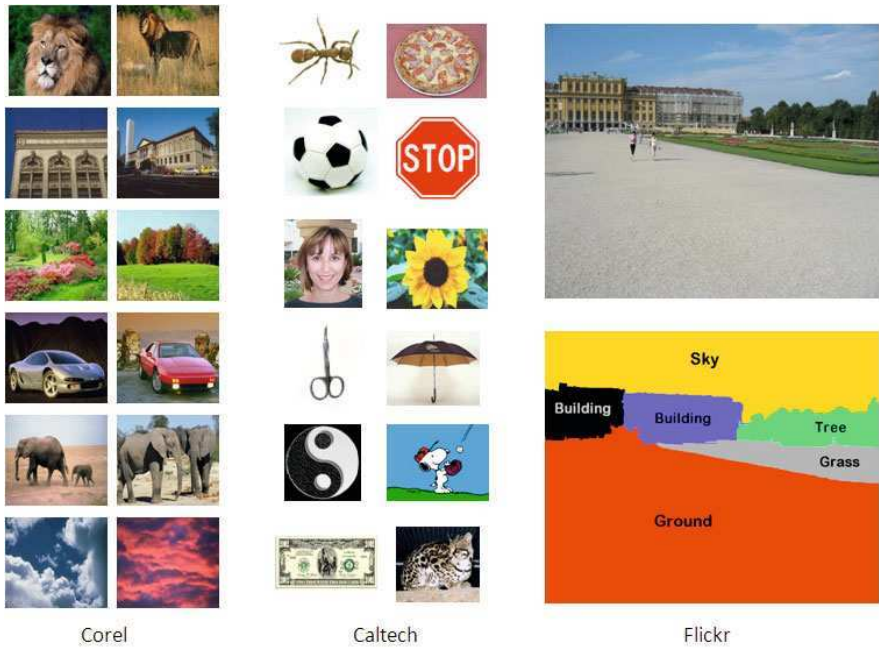 STOP
Sky
Building
Building
Tree
Grass
Ground
Corel
Caltech
Flickr